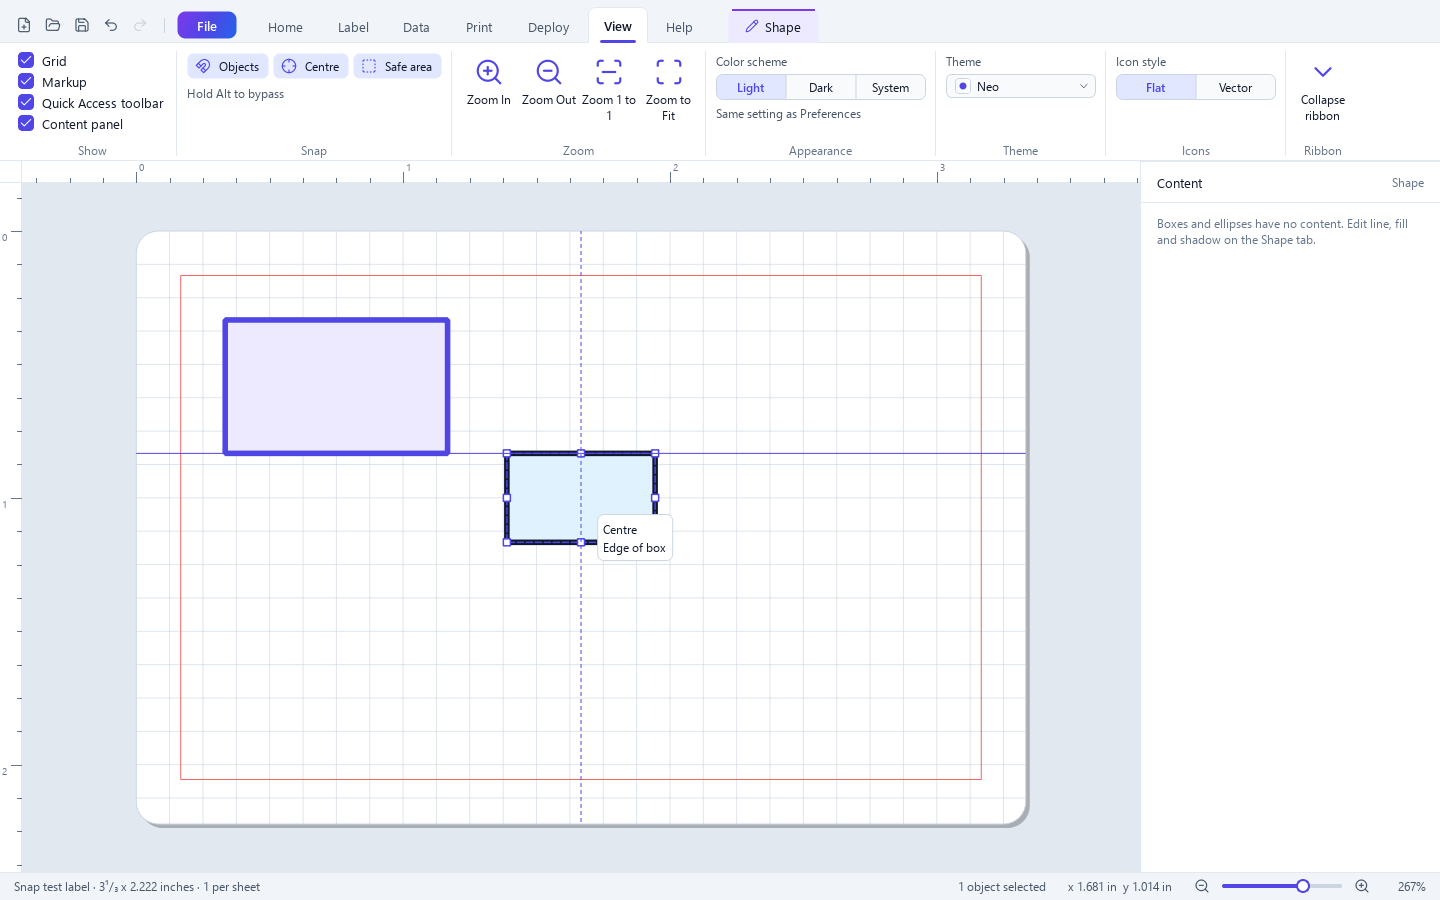 File
Home
Label
Data
Print
Deploy
View
Help
Shape
Grid
Markup
Quick Access toolbar
Content panel
Show
Objects
Centre
Safe area
Hold Alt to bypass
Snap
Zoom In
Zoom Out
Zoom 1 to
1
Zoom to
Fit
Zoom
Color scheme
Light
Dark
System
Same setting as Preferences
Appearance
Theme
Neo
Theme
Icon style
Flat
Vector
Icons
Collapse
ribbon
Ribbon
0
1
2
3
0
1
2
Content
Shape
Boxes and ellipses have no content. Edit line, fill
and shadow on the Shape tab.
Centre
Edge of box
Snap test label · 3¹/₃ x 2.222 inches · 1 per sheet
1 object selected
x 1.681 in y 1.014 in
267%